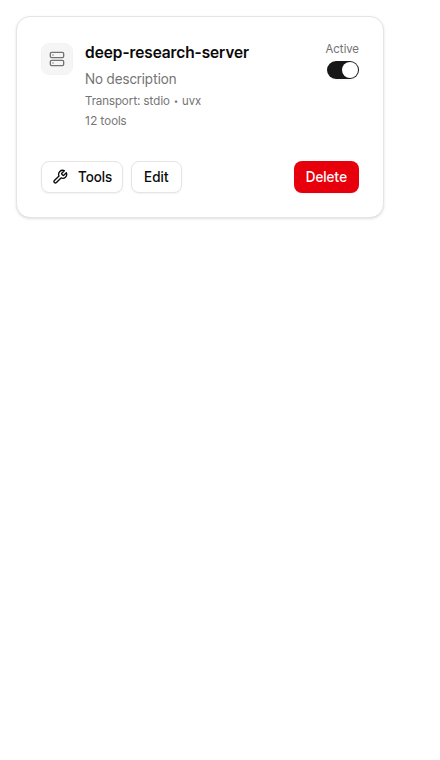 deep-research-server
Active
No description
Transport: stdio • uvx
12 tools
Tools
Edit
Delete